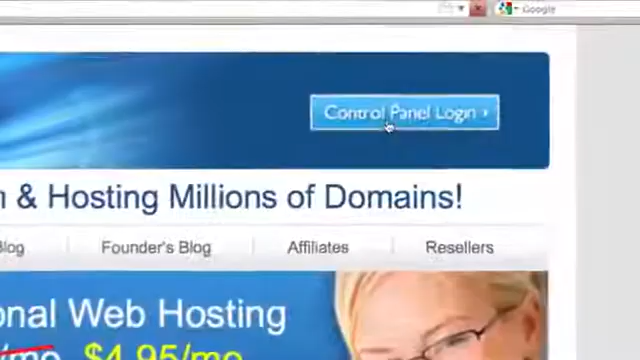 Google
Control Panel Login ›
& Hosting Millions of Domains!
Blog Founder's Blog Affiliates Resellers
onal Web Hosting
/mo $4.95/mo